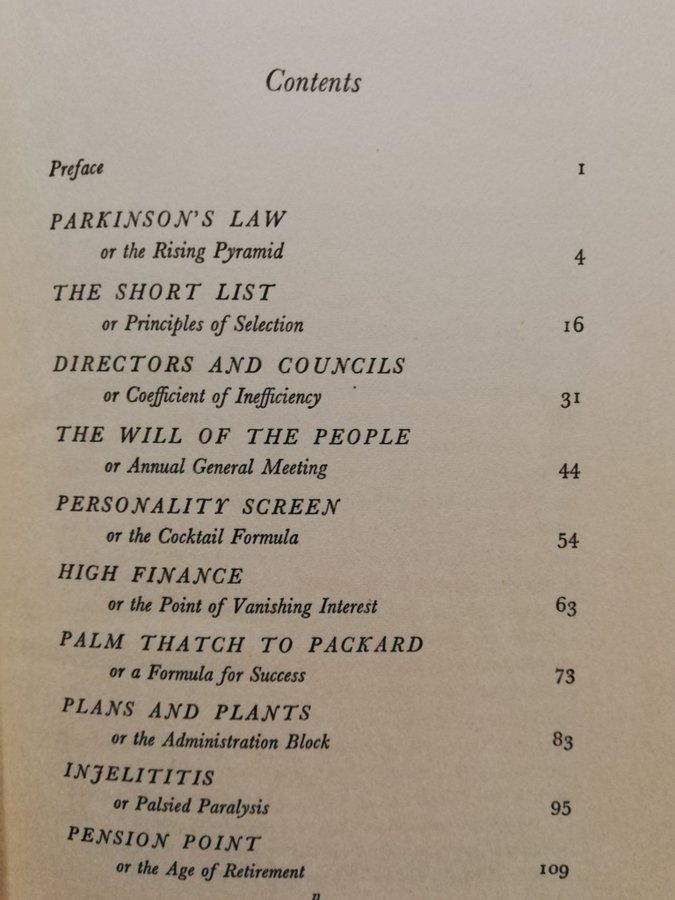 Contents
Preface 1
PARKINSON'S LAW
or the Rising Pyramid 4
THE SHORT LIST
or Principles of Selection 16
DIRECTORS AND COUNCILS
or Coefficient of Inefficiency 31
THE WILL OF THE PEOPLE
or Annual General Meeting 44
PERSONALITY SCREEN
or the Cocktail Formula 54
HIGH FINANCE
or the Point of Vanishing Interest 63
PALM THATCH TO PACKARD
or a Formula for Success 73
PLANS AND PLANTS
or the Administration Block 83
INJELITITIS
or Palsied Paralysis 95
PENSION POINT
or the Age of Retirement 109